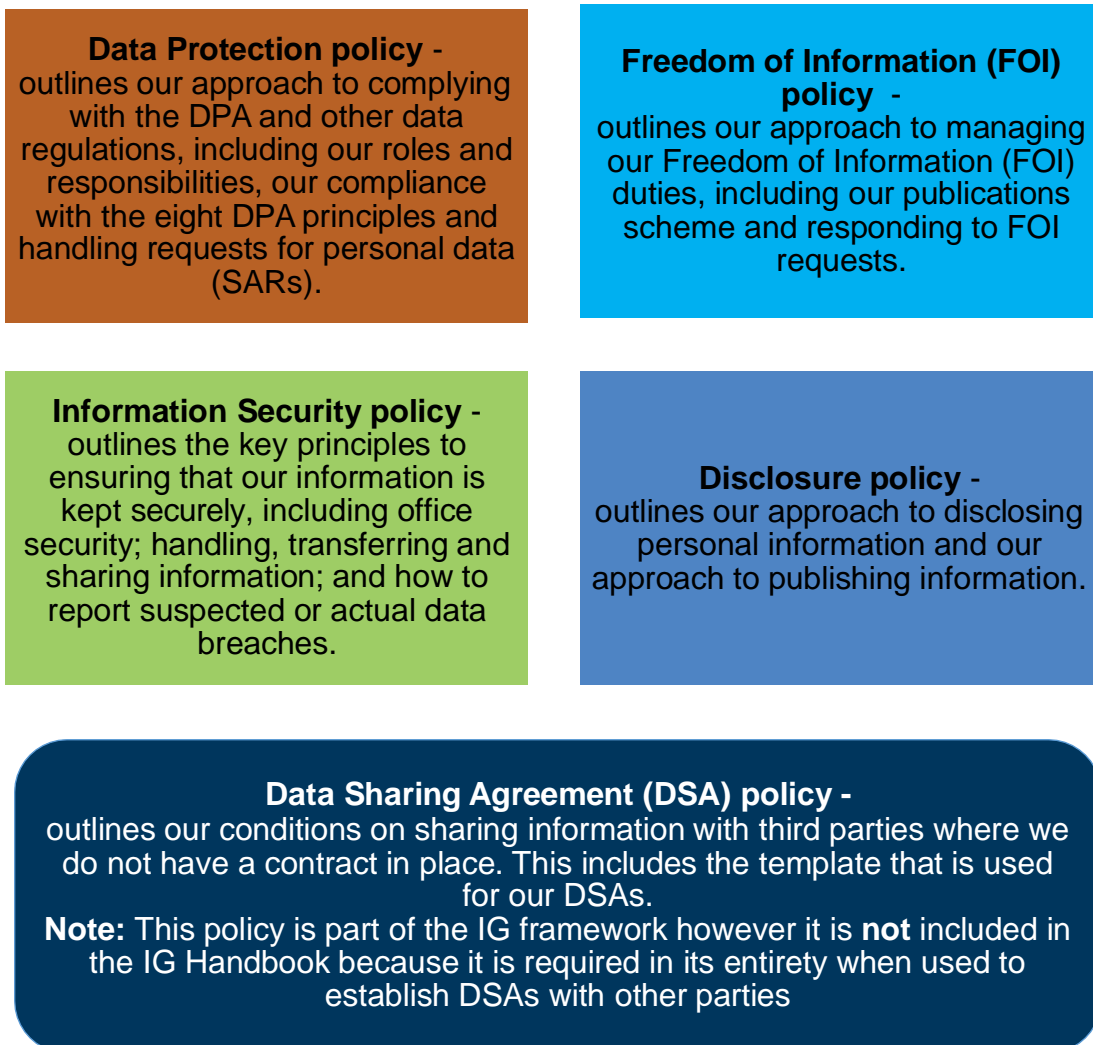 Data Protection policy -
outlines our approach to complying
with the DPA and other data
regulations, including our roles and
responsibilities, our compliance
with the eight DPA principles and
handling requests for personal data
(SARs).
Freedom of Information (FOI)
policy -
outlines our approach to managing
our Freedom of Information (FOI)
duties, including our publications
scheme and responding to FOI
requests.
Information Security policy -
outlines the key principles to
ensuring that our information is
kept securely, including office
security; handling, transferring and
sharing information; and how to
report suspected or actual data
breaches.
Disclosure policy -
outlines our approach to disclosing
personal information and our
approach to publishing information.
Data Sharing Agreement (DSA) policy -
outlines our conditions on sharing information with third parties where we
do not have a contract in place. This includes the template that is used
for our DSAs.
Note: This policy is part of the IG framework however it is not included in
the IG Handbook because it is required in its entirety when used to
establish DSAs with other parties